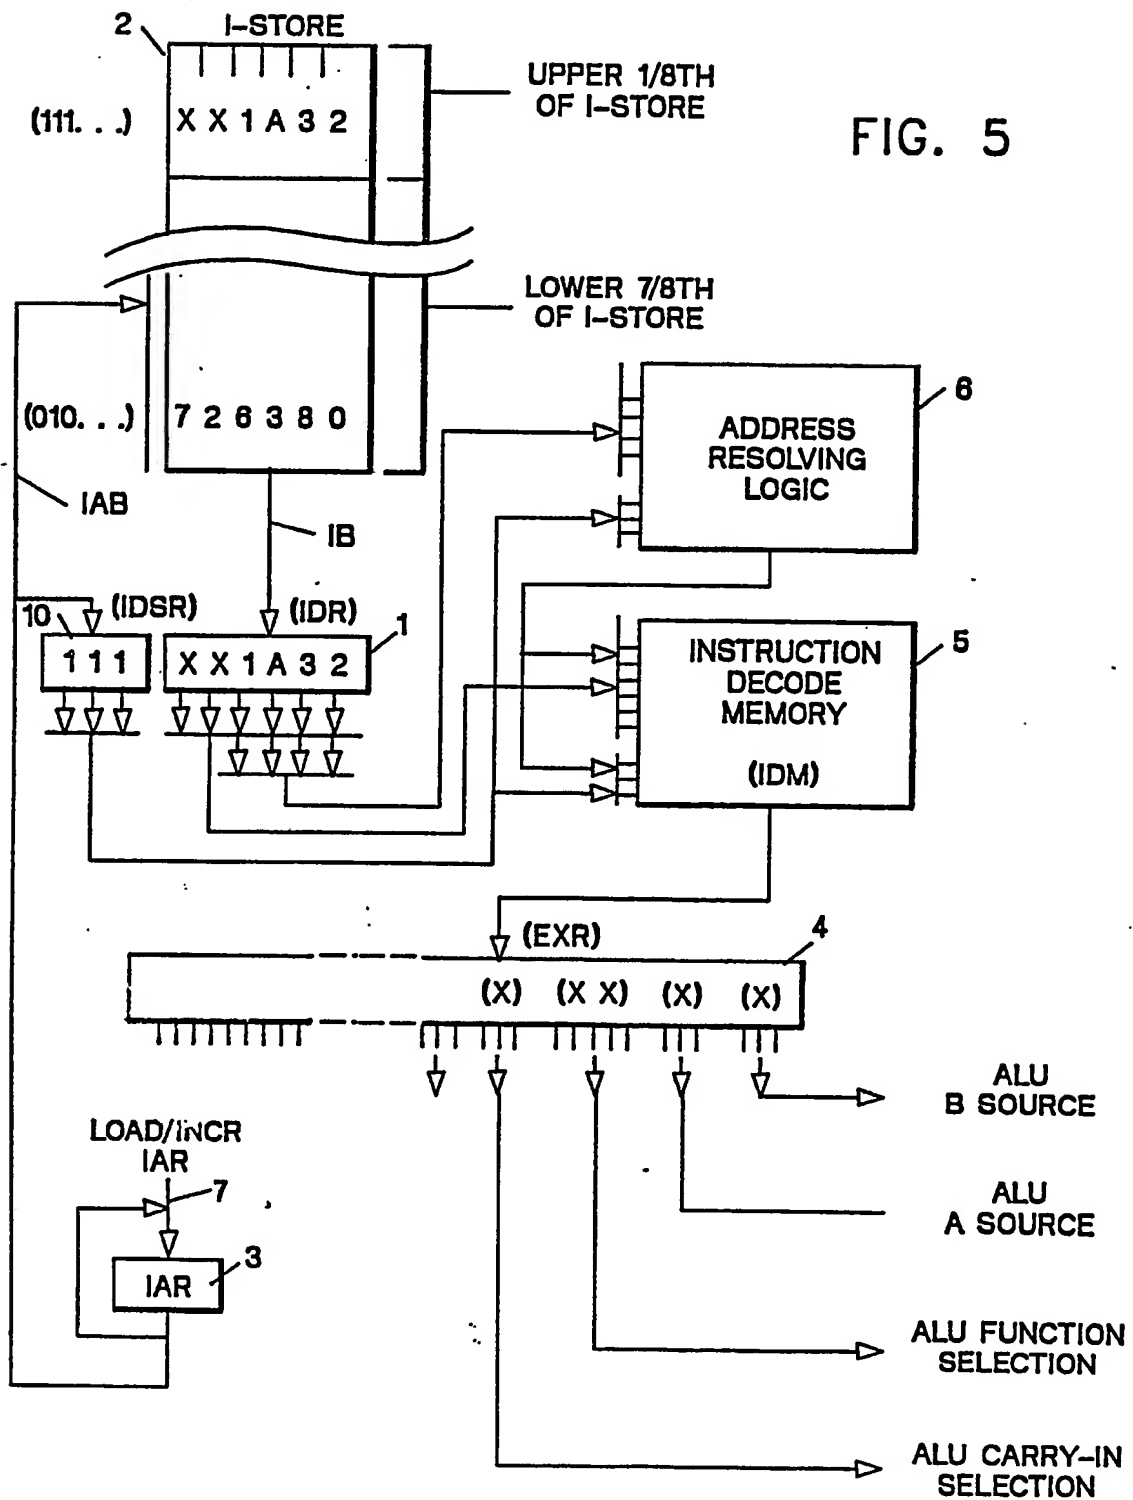 2
I-STORE
(111. . .)
X X 1 A 3 2
UPPER 1/8TH
OF I-STORE
FIG. 5
LOWER 7/8TH
OF I-STORE
(010. . .)
7 2 6 3 8 0
IAB
IB
ADDRESS
RESOLVING
LOGIC
6
10
(IDSR)
(IDR)
1
1 1 1
X X 1 A 3 2
INSTRUCTION
DECODE
MEMORY
(IDM)
5
(EXR)
4
(X) (X X) (X) (X)
ALU
B SOURCE
LOAD/INCR
IAR
7
ALU
A SOURCE
IAR
3
ALU FUNCTION
SELECTION
ALU CARRY-IN
SELECTION